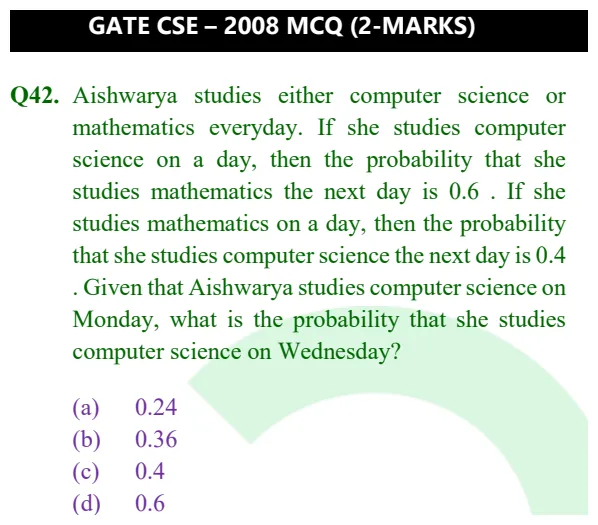 GATE CSE – 2008 MCQ (2-MARKS)
Q42. Aishwarya studies either computer science or
mathematics everyday. If she studies computer
science on a day, then the probability that she
studies mathematics the next day is 0.6 . If she
studies mathematics on a day, then the probability
that she studies computer science the next day is 0.4
. Given that Aishwarya studies computer science on
Monday, what is the probability that she studies
computer science on Wednesday?
(a) 0.24
(b) 0.36
(c) 0.4
(d) 0.6